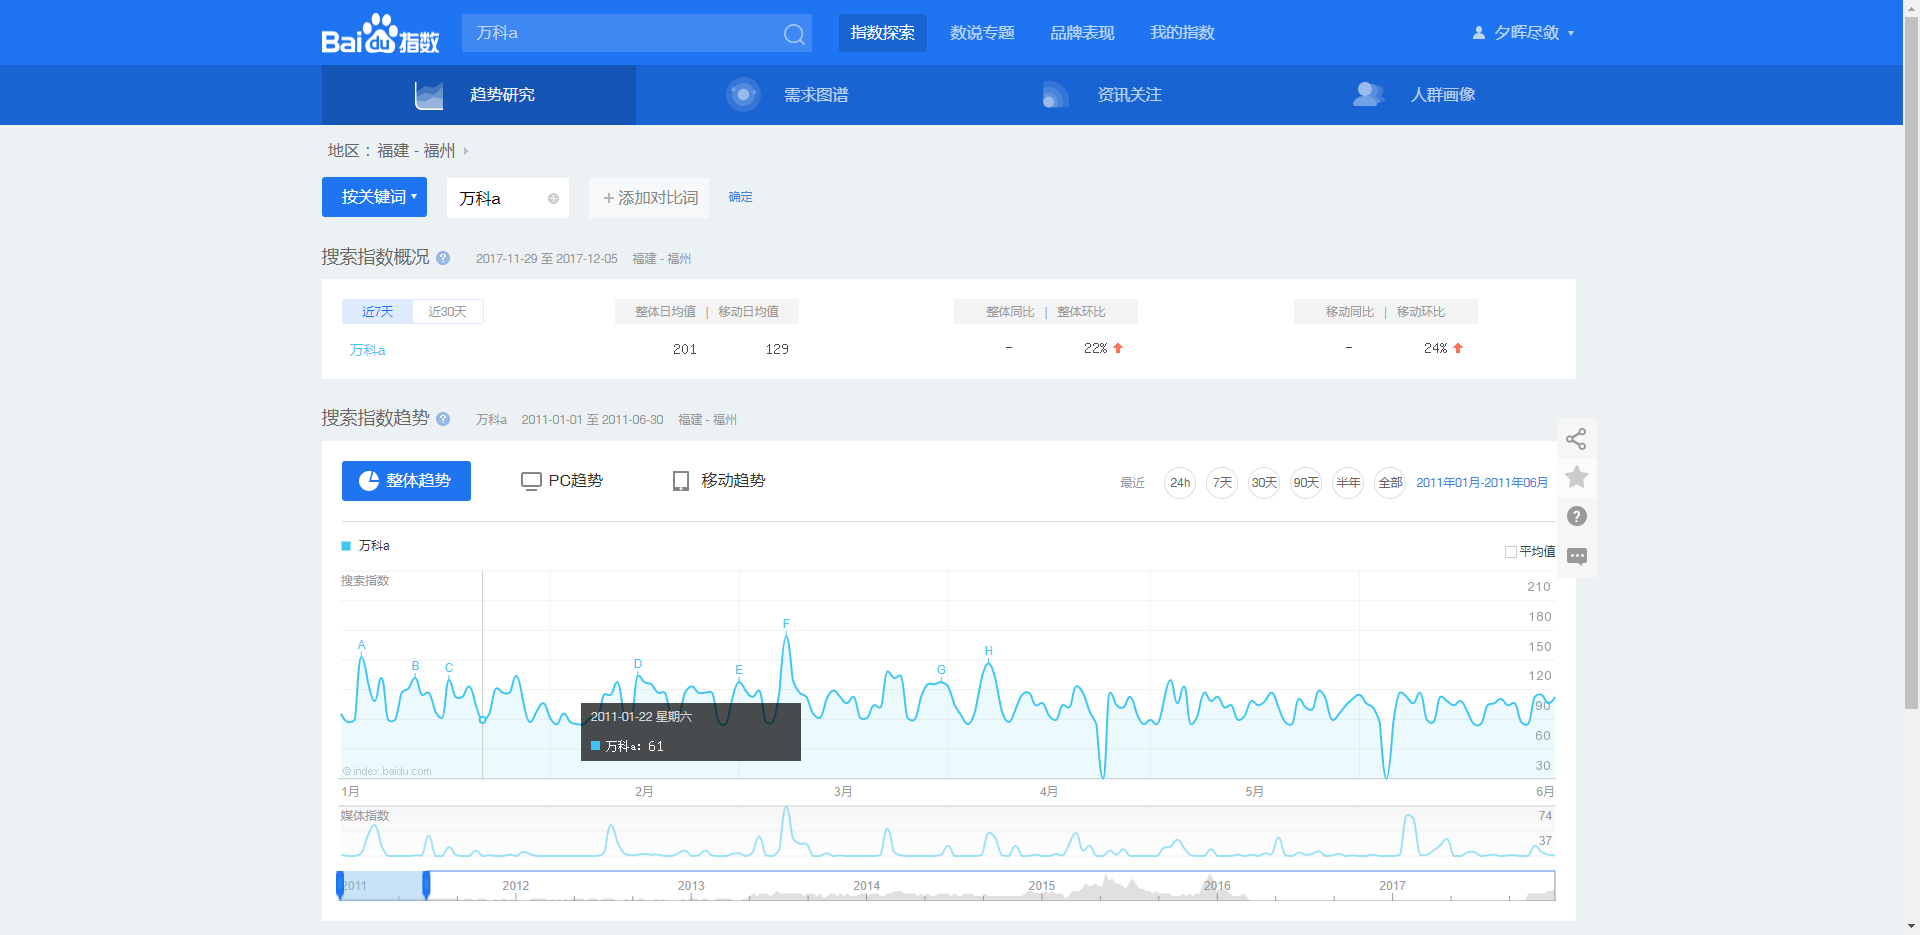 Bai du 指数
万科a
指数探索 数说专题 品牌表现 我的指数
夕晖尽敛
趋势研究 需求图谱 资讯关注 人群画像
地区：福建 - 福州
按关键词 万科a + 添加对比词 确定
搜索指数概况 ? 2017-11-29 至 2017-12-05 福建 - 福州
近7天 近30天 整体日均值 | 移动日均值 整体同比 | 整体环比 移动同比 | 移动环比
万科a 201 129 - 22% - 24%
搜索指数趋势 ? 万科a 2011-01-01 至 2011-06-30 福建 - 福州
整体趋势 PC趋势 移动趋势 最近 24h 7天 30天 90天 半年 全部 2011年01月-2011年06月
?
万科a
平均值
搜索指数
210
180
150
120
90
60
30
A B C D E F G H
2011-01-22 星期六
万科a: 61
©index.baidu.com
1月 2月 3月 4月 5月 6月
媒体指数
74
37
2011 2012 2013 2014 2015 2016 2017